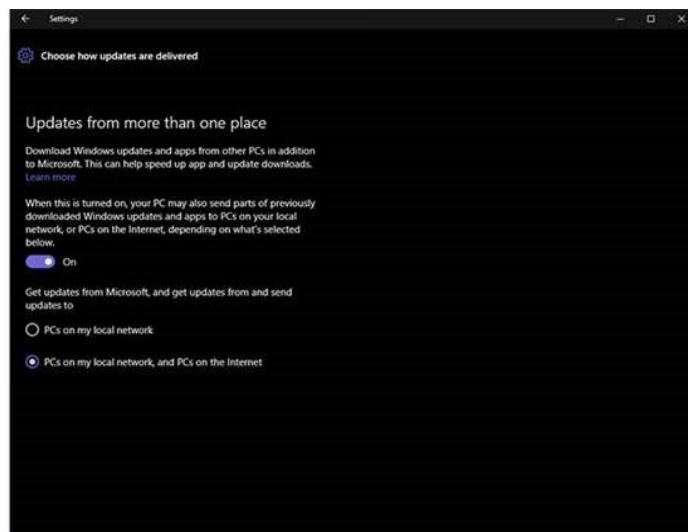 Settings
Choose how updates are delivered
Updates from more than one place
Download Windows updates and apps from other PCs in addition
to Microsoft. This can help speed up app and update downloads.
Learn more
When this is turned on, your PC may also send parts of previously
downloaded Windows updates and apps to PCs on your local
network, or PCs on the Internet, depending on what's selected
below.
On
Get updates from Microsoft, and get updates from and send
updates to
PCs on my local network
PCs on my local network, and PCs on the Internet